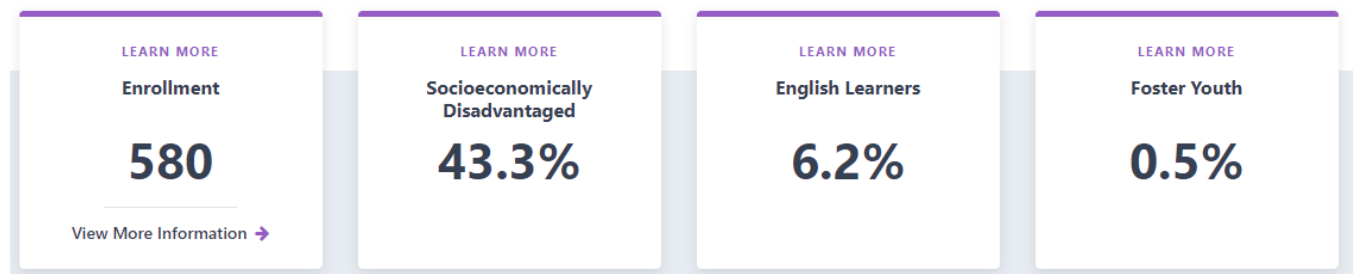 LEARN MORE
Enrollment
580
View More Information
LEARN MORE
Socioeconomically
Disadvantaged
43.3%
LEARN MORE
English Learners
6.2%
LEARN MORE
Foster Youth
0.5%